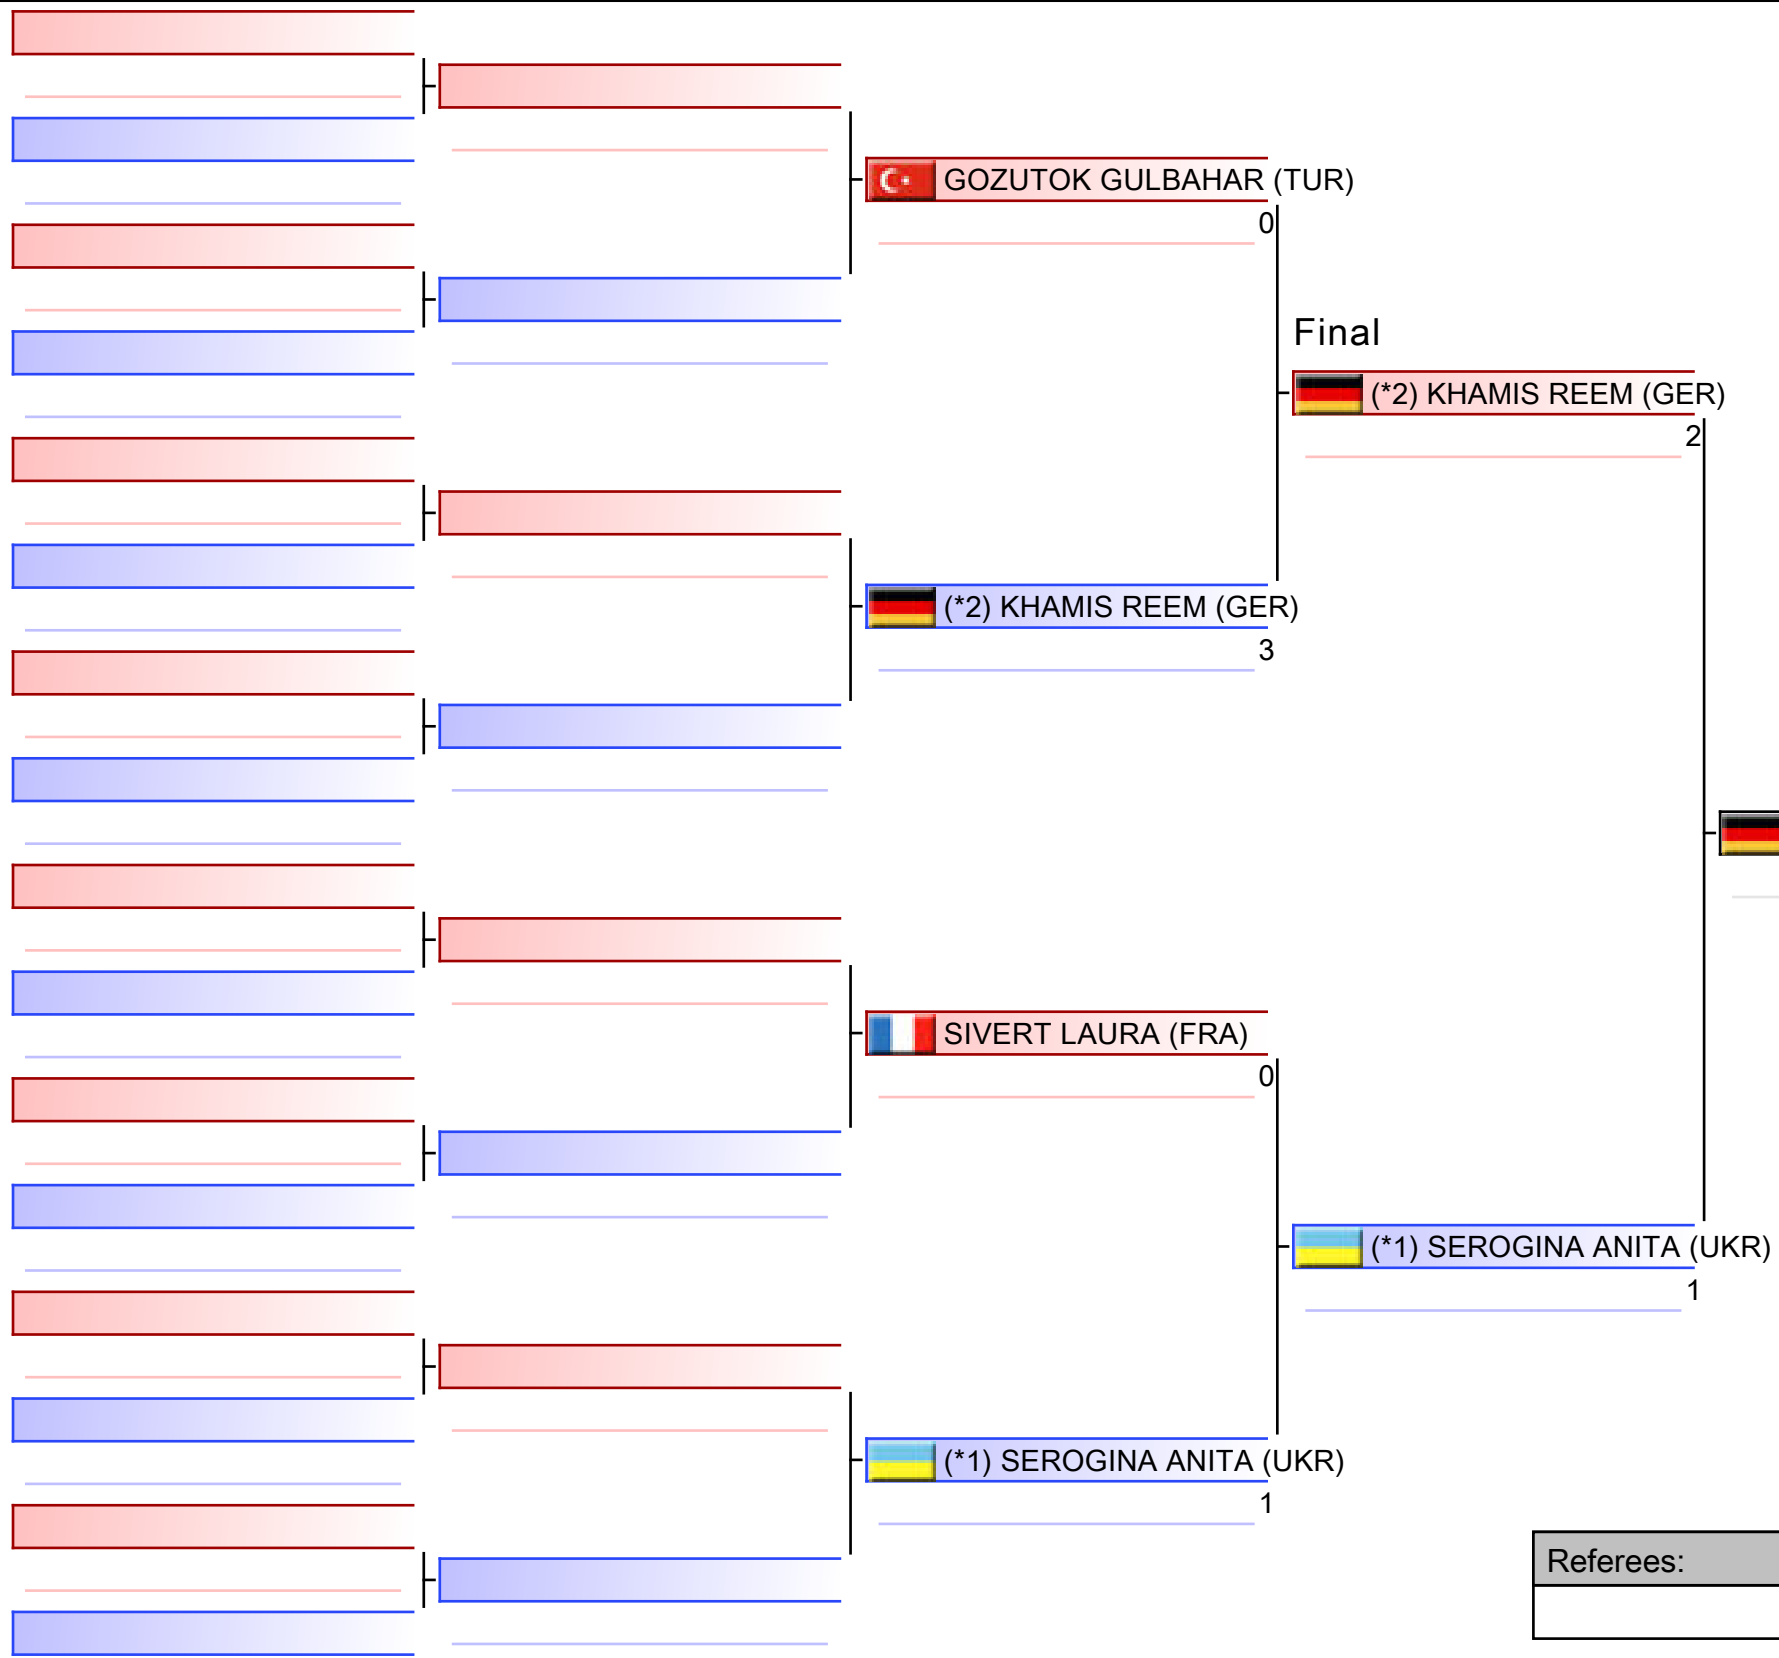 GOZUTOK GULBAHAR (TUR)
0
Final
(*2) KHAMIS REEM (GER)
2
(*2) KHAMIS REEM (GER)
3
SIVERT LAURA (FRA)
0
(*1) SEROGINA ANITA (UKR)
1
(*1) SEROGINA ANITA (UKR)
1
Referees: